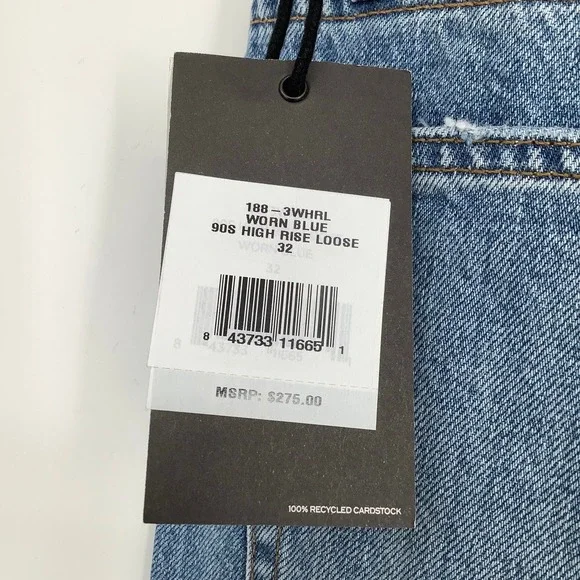 188-3WHRL
WORN BLUE
90S HIGH RISE LOOSE
32
8 43733 11665 1
MSRP: $275.00
100% RECYCLED CARDSTOCK